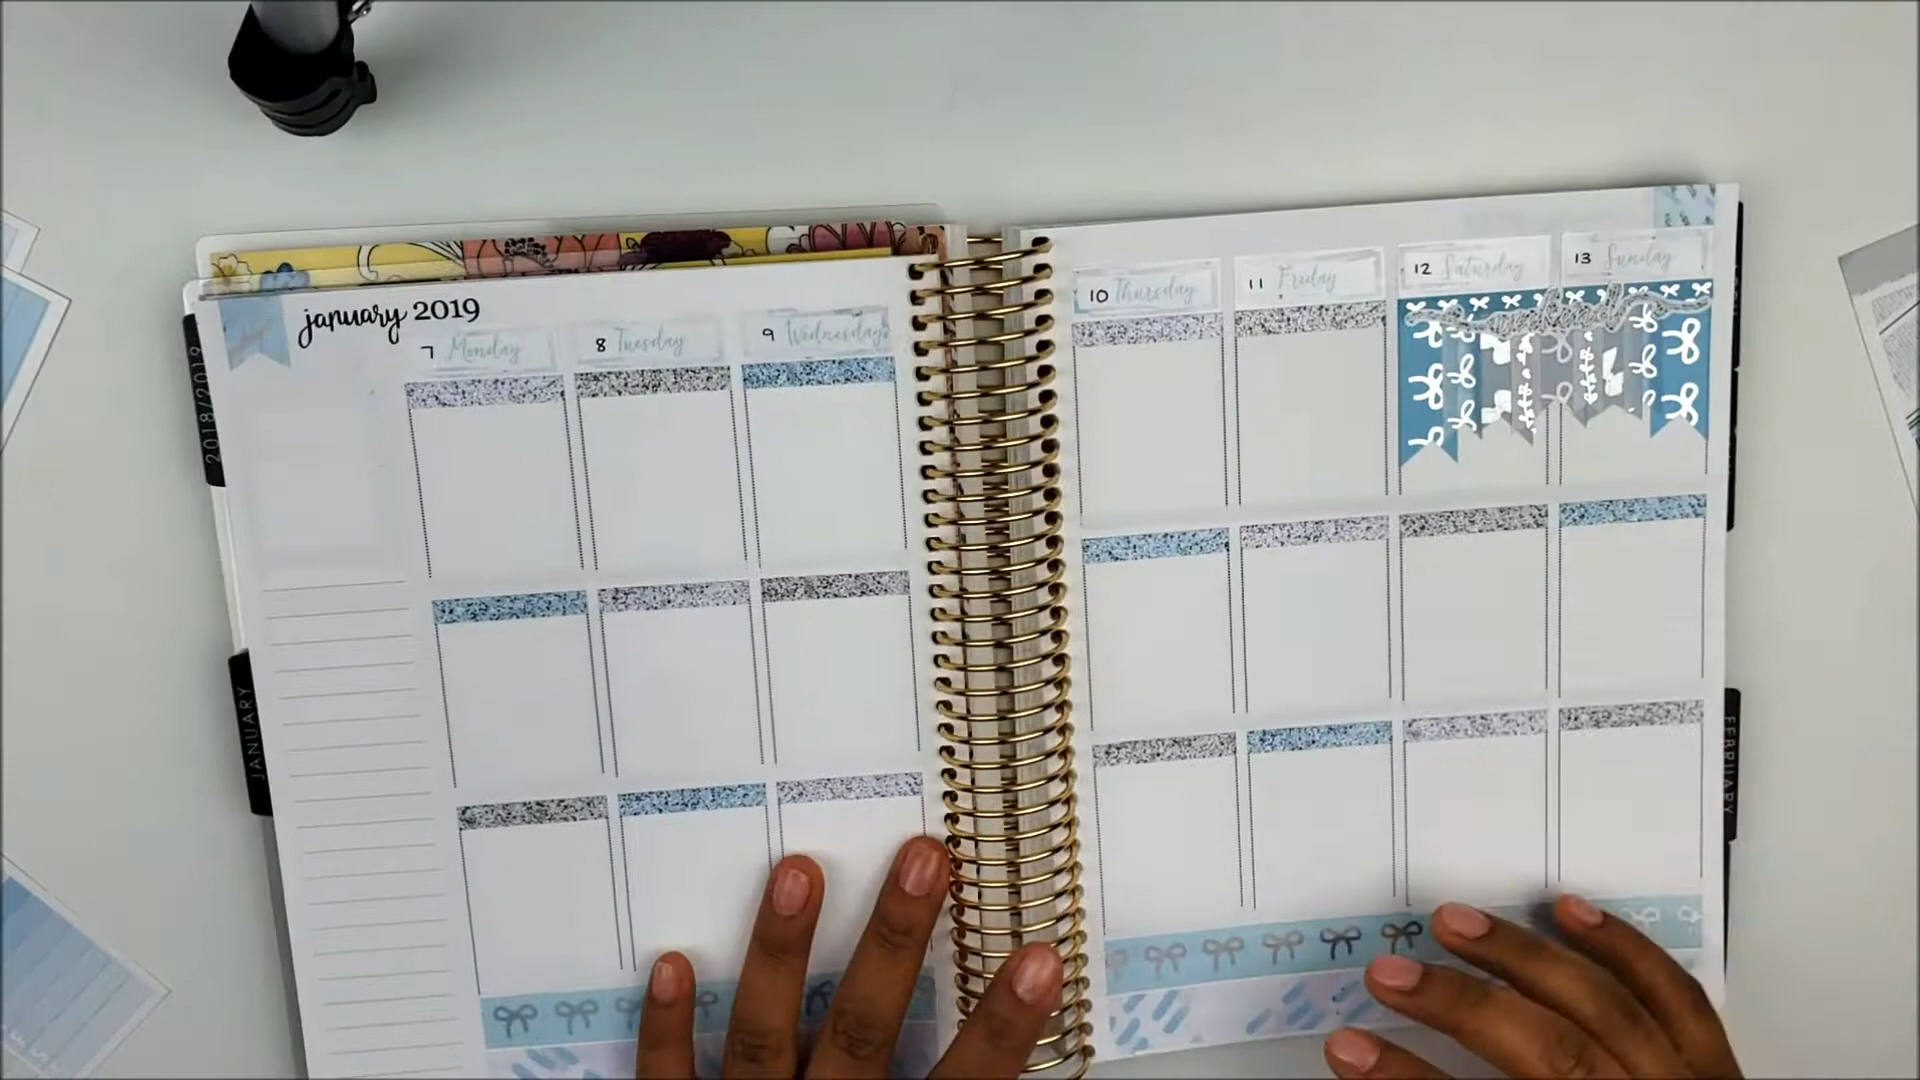 january 2019
7 Monday
8 Tuesday
9 Wednesday
10 Thursday
11 Friday
12 Saturday
13 Sunday
2018/2019
JANUARY
FEBRUARY